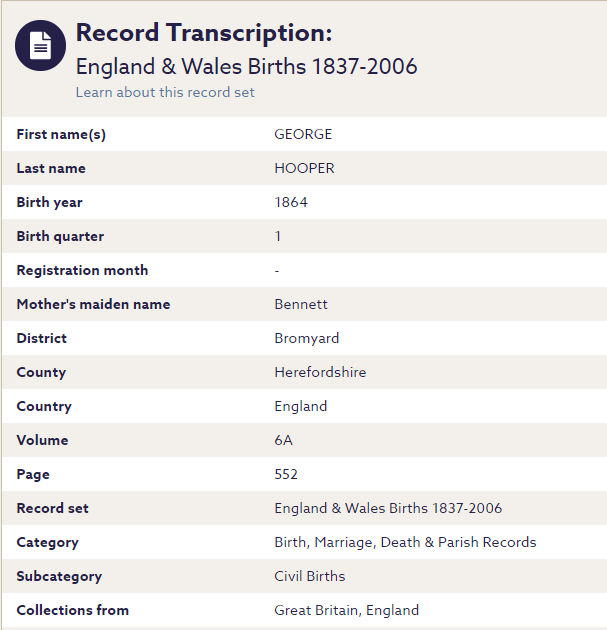 Record Transcription:
England & Wales Births 1837-2006
Learn about this record set
First name(s) GEORGE
Last name HOOPER
Birth year 1864
Birth quarter 1
Registration month -
Mother's maiden name Bennett
District Bromyard
County Herefordshire
Country England
Volume 6A
Page 552
Record set England & Wales Births 1837-2006
Category Birth, Marriage, Death & Parish Records
Subcategory Civil Births
Collections from Great Britain, England